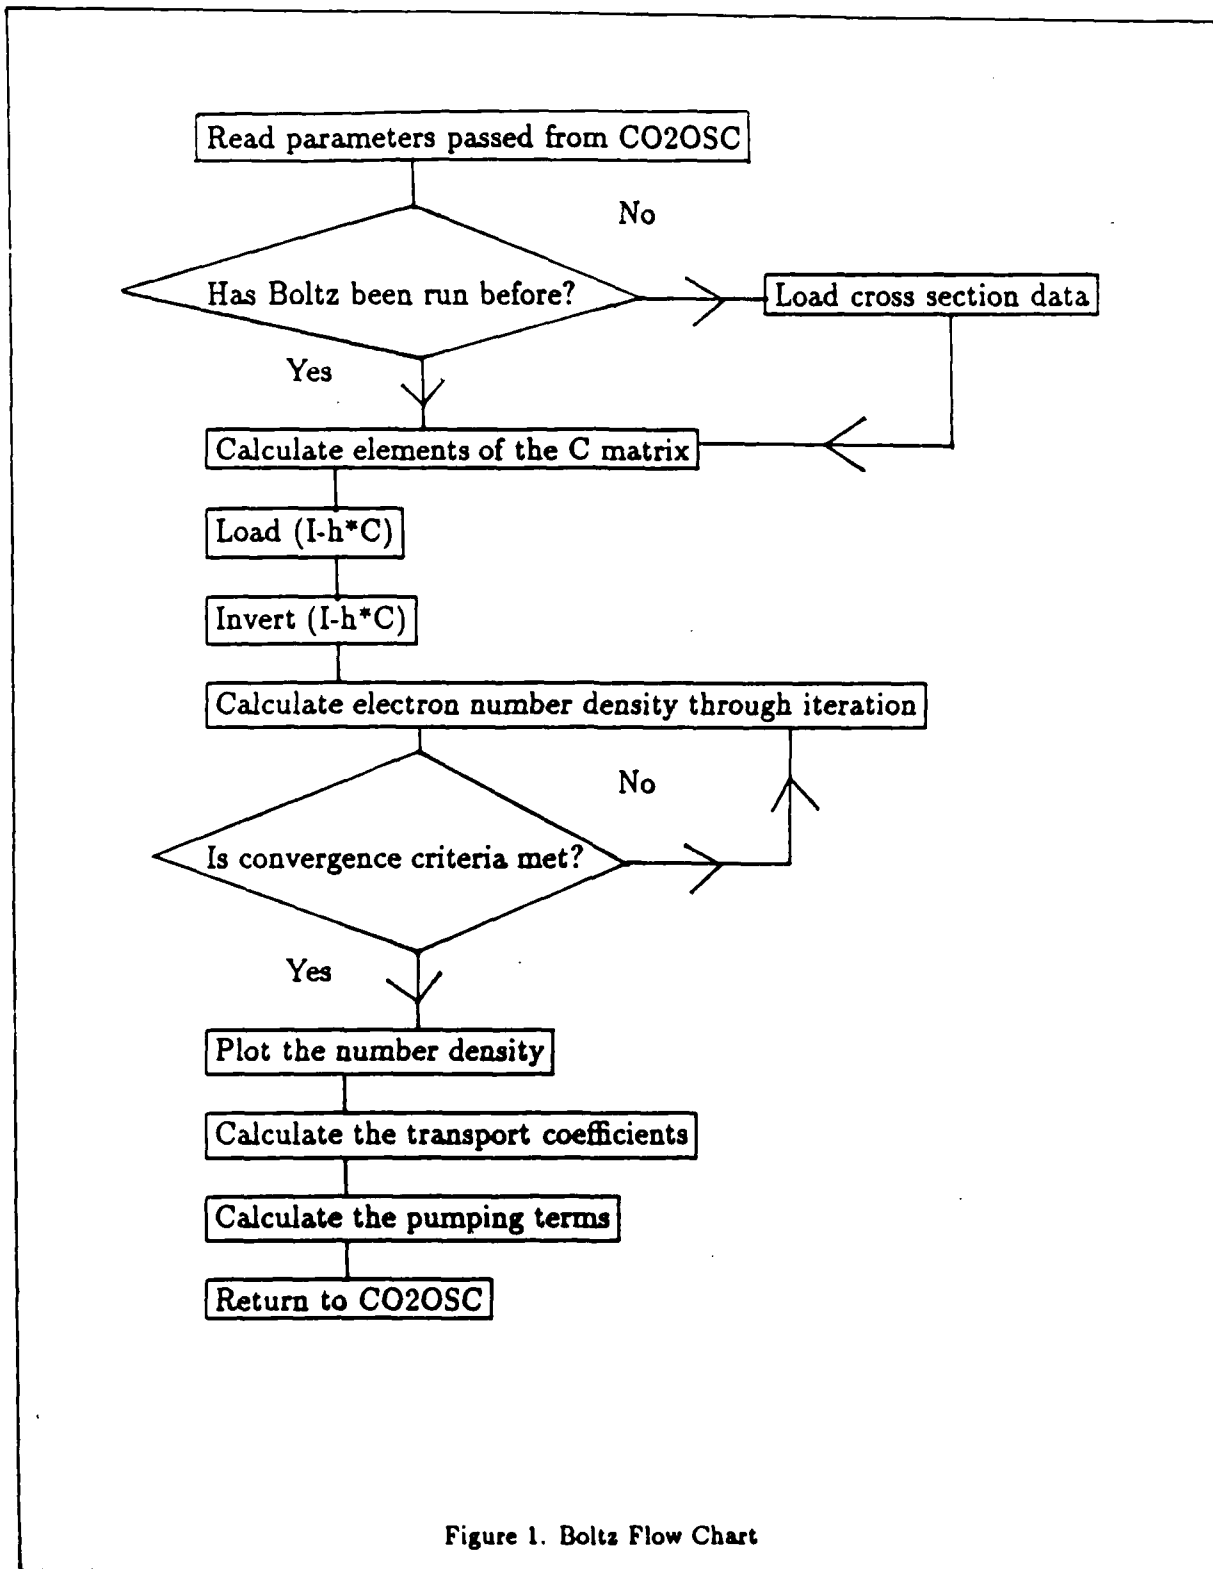 Read parameters passed from CO2OSC
No
Has Boltz been run before?
Load cross section data
Yes
Calculate elements of the C matrix
Load (I-h*C)
Invert (I-h*C)
Calculate electron number density through iteration
No
Is convergence criteria met?
Yes
Plot the number density
Calculate the transport coefficients
Calculate the pumping terms
Return to CO2OSC
Figure 1. Boltz Flow Chart